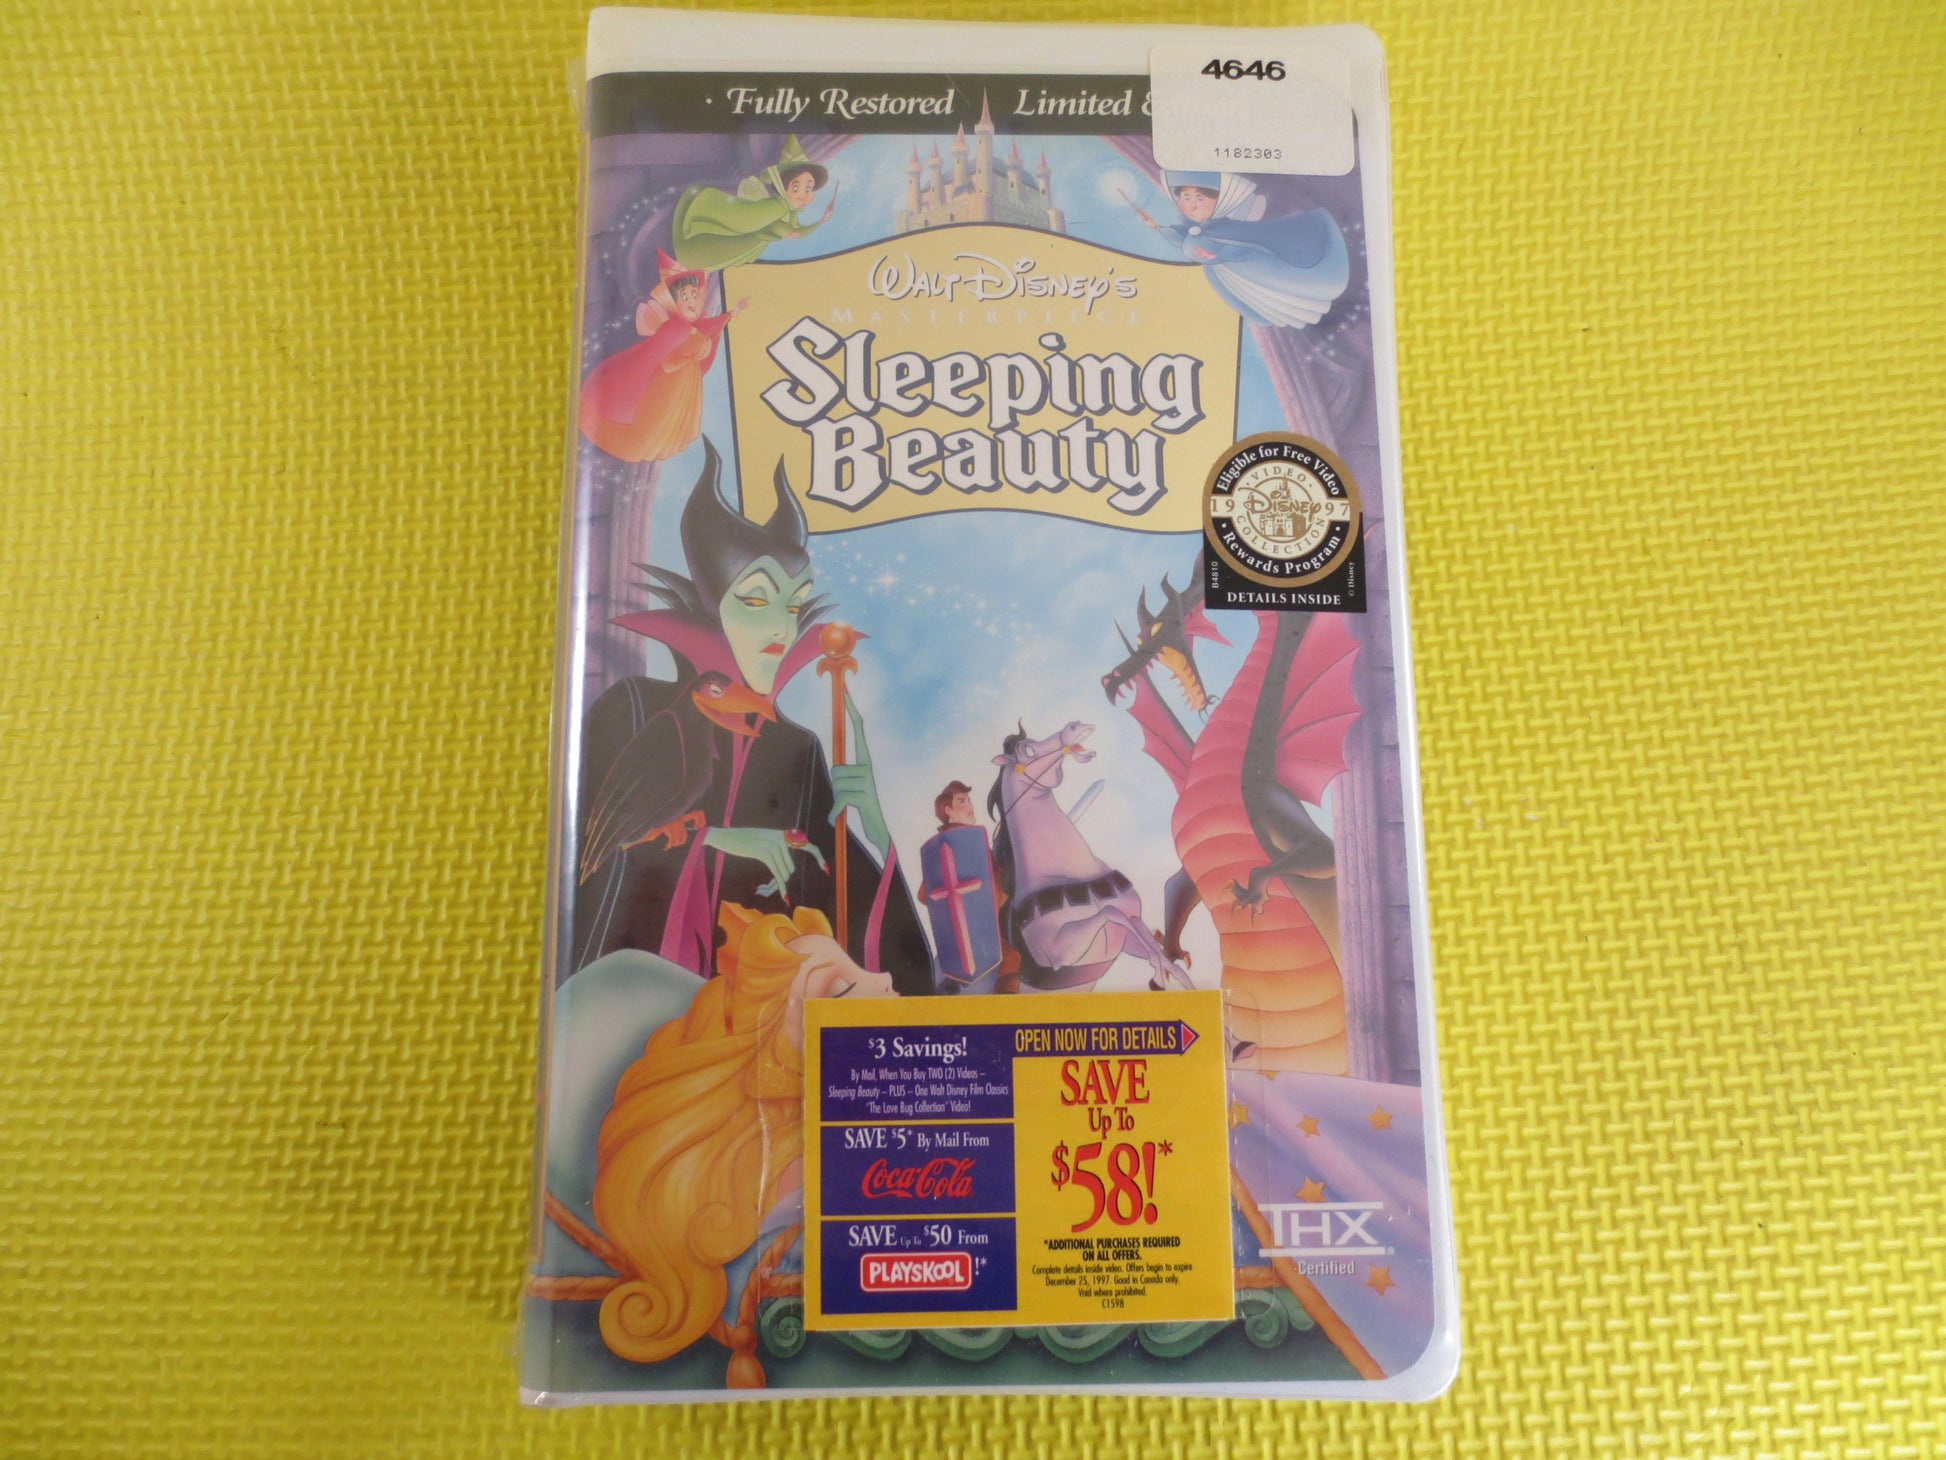 4646
1182303
· Fully Restored Limited
WALT DISNEY'S
MASTERPIECE
Sleeping
Beauty
Eligible for Free Video
· VIDEO ·
1997
DISNEY
COLLECTION
· Rewards Program ·
B4810
© Disney
DETAILS INSIDE
$3 Savings!
By Mail, When You Buy TWO (2) Videos –
Sleeping Beauty – PLUS – One Walt Disney Film Classics
"The Love Bug Collection" Video!
SAVE $5* By Mail From
Coca-Cola
SAVE Up To $50 From
PLAYSKOOL !*
OPEN NOW FOR DETAILS
SAVE
Up To
$58!*
*ADDITIONAL PURCHASES REQUIRED
ON ALL OFFERS.
Complete details inside video. Offers begin to expire
December 25, 1997. Good in Canada only.
Void where prohibited.
C1598
THX
Certified